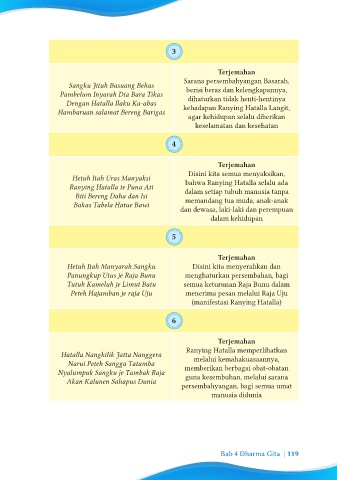 3
Sangku Jituh Basuang Behas
Pambelum Inyarah Dia Bara Tikas
Dengan Hatalla Ilaku Ka-abas
Hambaruan salamat Bereng Barigas
Terjemahan
Sarana persembahyangan Basarah,
berisi beras dan kelengkapannya,
dihaturkan tidak henti-hentinya
kehadapan Ranying Hatalla Langit,
agar kehidupan selalu diberikan
keselamatan dan kesehatan
4
Hetuh Itah Uras Manyaksi
Ranying Hatalla te Puna Ati
Biti Bereng Daha dan Isi
Bakas Tabela Hatue Bawi
Terjemahan
Disini kita semua menyaksikan,
bahwa Ranying Hatalla selalu ada
dalam setiap tubuh manusia tanpa
memandang tua muda, anak-anak
dan dewasa, laki-laki dan perempuan
dalam kehidupan
5
Hetuh Itah Manyarah Sangku
Panungkup Utus je Raja Bunu
Tutuk Kameluh je Limut Batu
Peteh Hajamban je raja Uju
Terjemahan
Disini kita menyerahkan dan
menghaturkan persembahan, bagi
semua keturunan Raja Bunu dalam
menerima pesan melalui Raja Uju
(manifestasi Ranying Hatalla)
6
Hatalla Nangkilik Jatta Nanggera
Narui Peteh Sangga Tatamba
Nyalumpuk Sangku je Tambak Raja
Akan Kalunen Sahapus Dunia
Terjemahan
Ranying Hatalla memperlihatkan
melalui kemahakuasaannya,
memberikan berbagai obat-obatan
guna kesembuhan, melalui sarana
persembahyangan, bagi semua umat
manusia didunia
Bab 4 Dharma Gita | 119